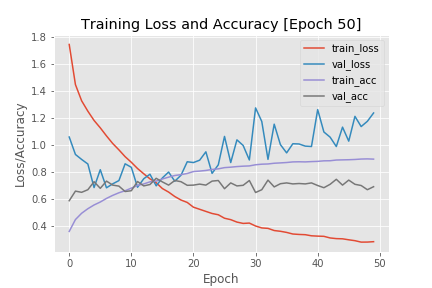 Training Loss and Accuracy [Epoch 50]
1.8
1.6
1.4
1.2
1.0
0.8
0.6
0.4
Loss/Accuracy
train_loss
val_loss
train_acc
val_acc
0 10 20 30 40 50
Epoch